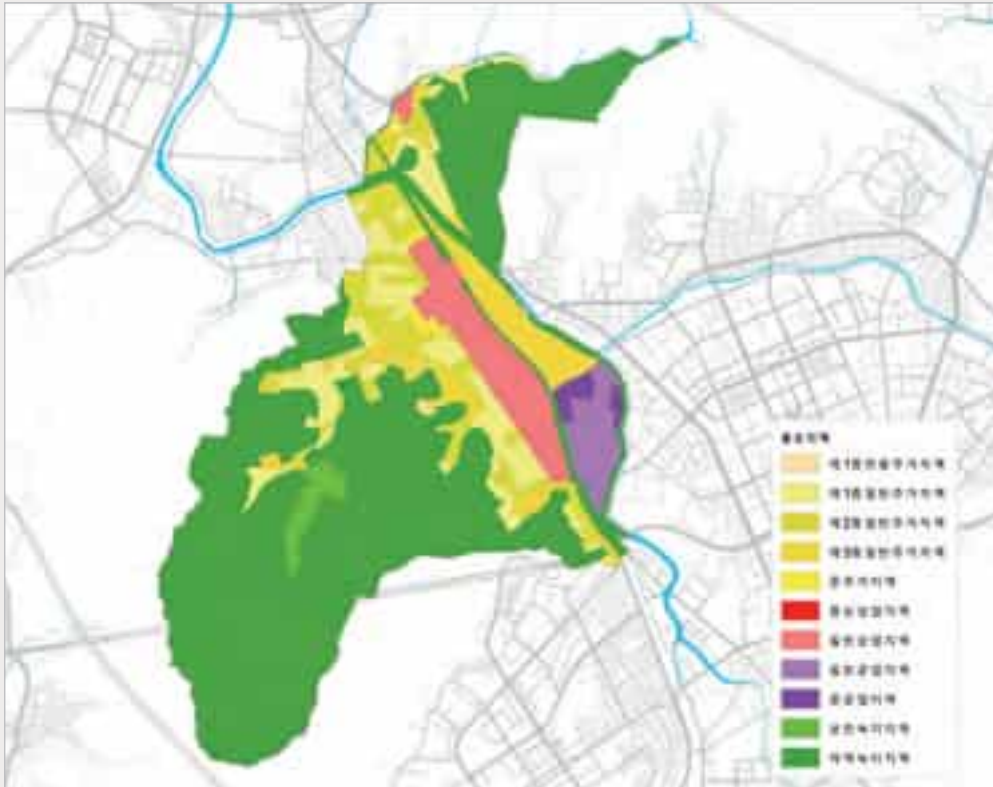 용도지역
제1종전용주거지역
제1종일반주거지역
제2종일반주거지역
제3종일반주거지역
준주거지역
중심상업지역
일반상업지역
일반공업지역
준공업지역
보전녹지지역
자연녹지지역